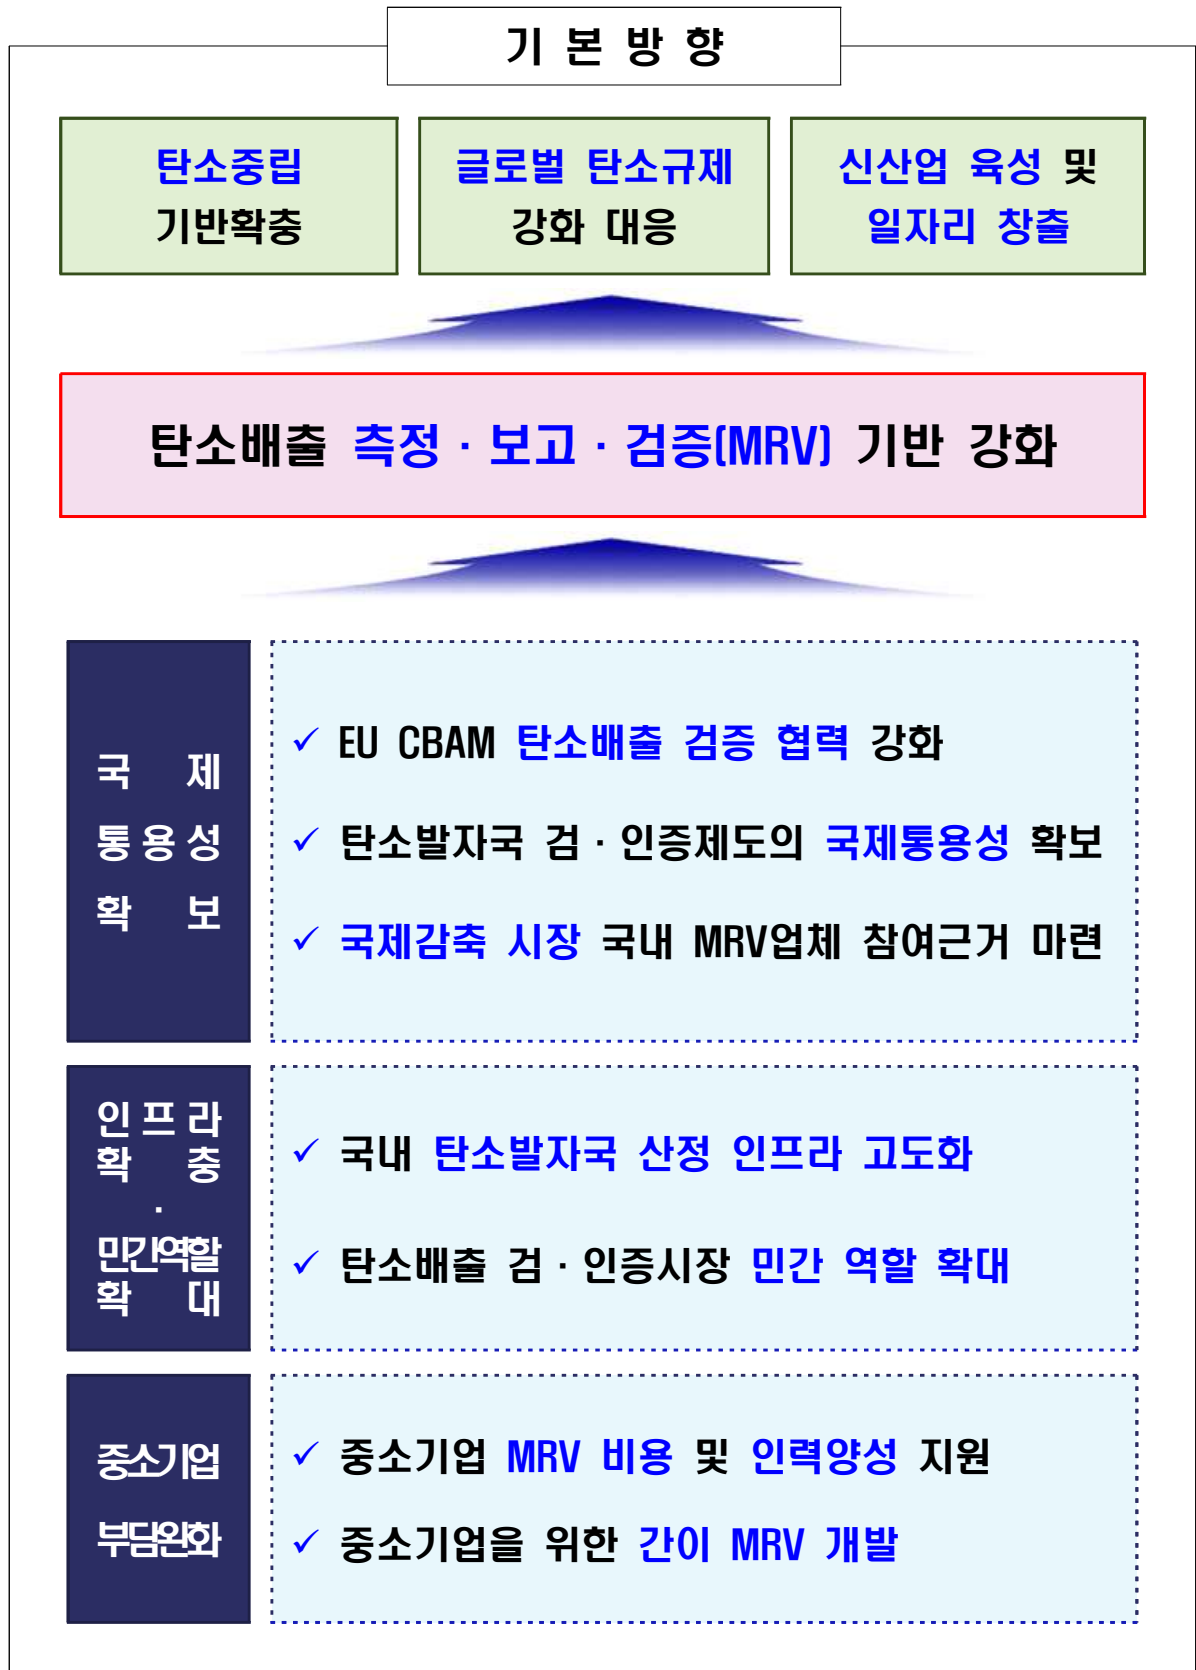 기 본 방 향
탄소중립
기반확충
글로벌 탄소규제
강화 대응
신산업 육성 및
일자리 창출
탄소배출 측정·보고·검증(MRV) 기반 강화
국 제
통용성
확 보
✓ EU CBAM 탄소배출 검증 협력 강화
✓ 탄소발자국 검·인증제도의 국제통용성 확보
✓ 국제감축 시장 국내 MRV업체 참여근거 마련
인프라
확 충
·
민간역할
확 대
✓ 국내 탄소발자국 산정 인프라 고도화
✓ 탄소배출 검·인증시장 민간 역할 확대
중소기업
부담완화
✓ 중소기업 MRV 비용 및 인력양성 지원
✓ 중소기업을 위한 간이 MRV 개발